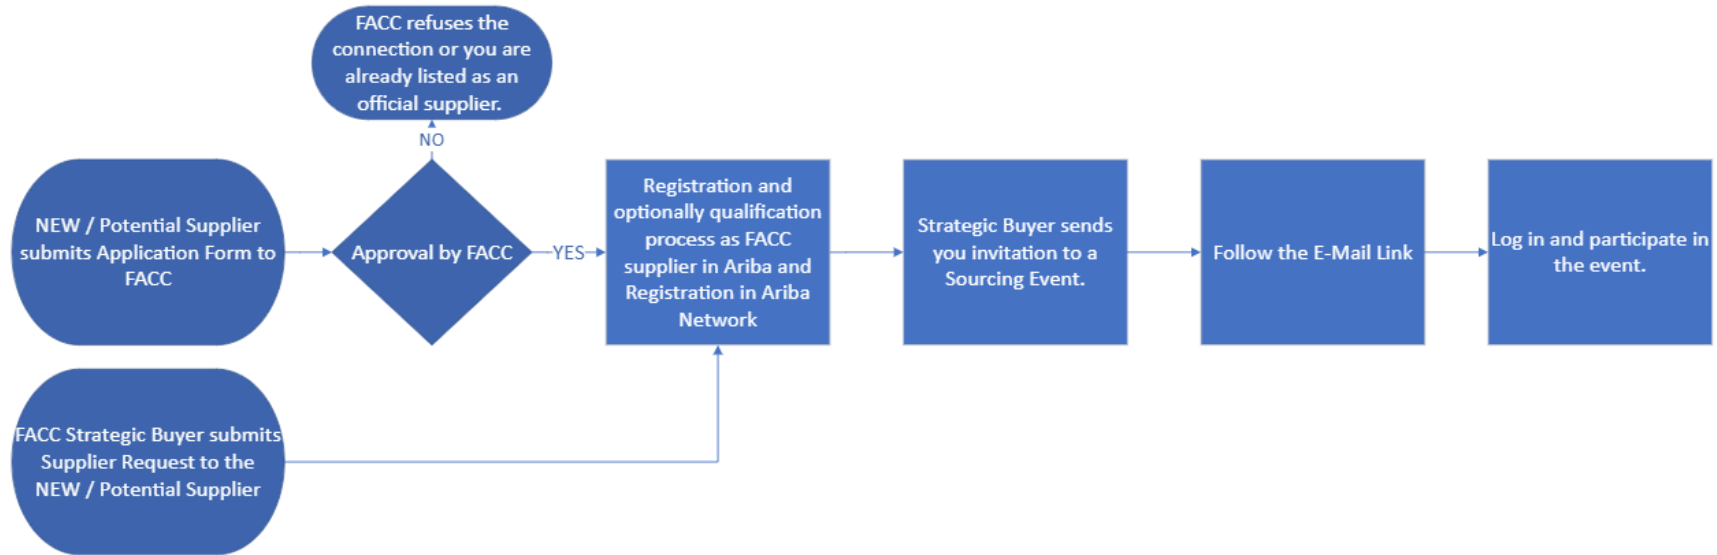 FACC refuses the
connection or you are
already listed as an
official supplier.
NO
NEW / Potential Supplier
submits Application Form to
FACC
Approval by FACC
YES
Registration and
optionally qualification
process as FACC
supplier in Ariba and
Registration in Ariba
Network
Strategic Buyer sends
you invitation to a
Sourcing Event.
Follow the E-Mail Link
Log in and participate in
the event.
FACC Strategic Buyer submits
Supplier Request to the
NEW / Potential Supplier